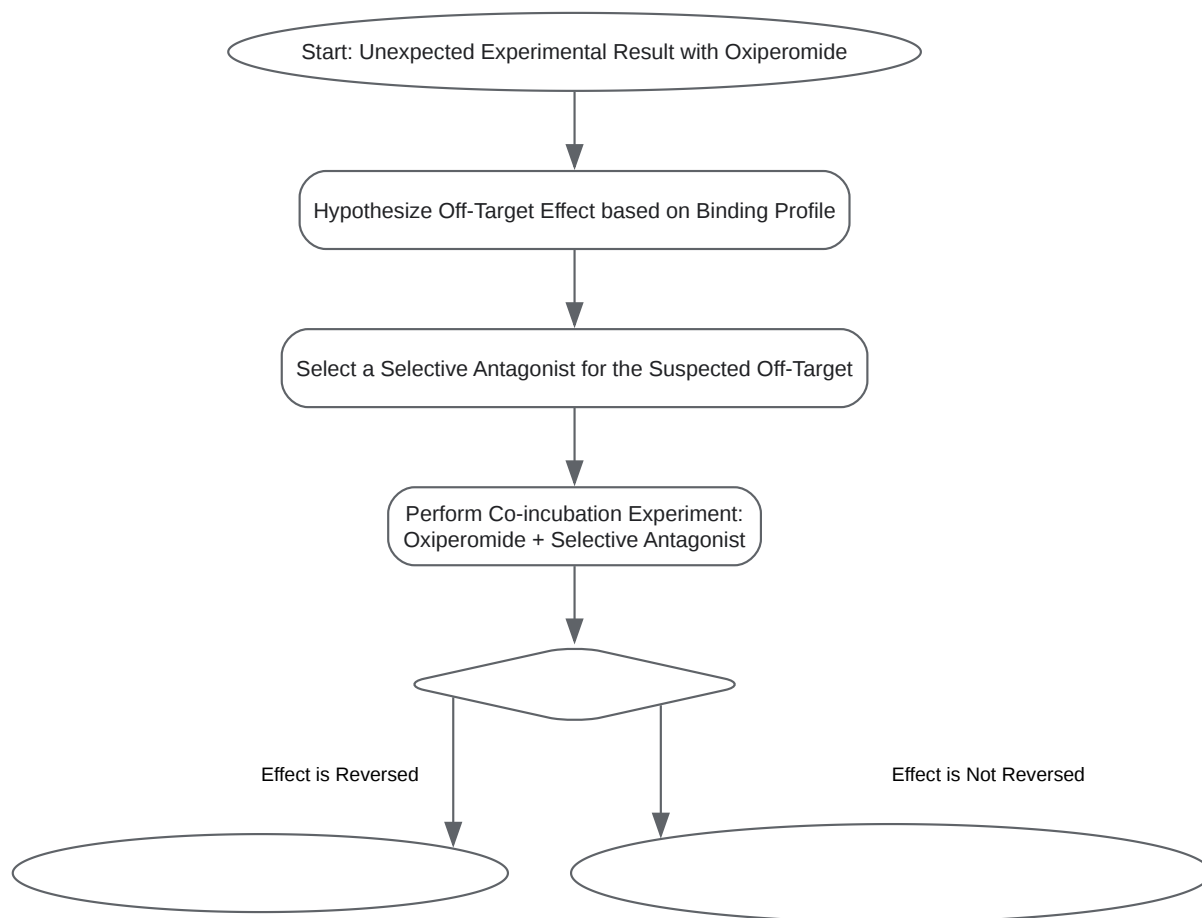 Start: Unexpected Experimental Result with Oxiperomide
Hypothesize Off-Target Effect based on Binding Profile
Select a Selective Antagonist for the Suspected Off-Target
Perform Co-incubation Experiment:
Oxiperomide + Selective Antagonist
Effect is Reversed
Effect is Not Reversed